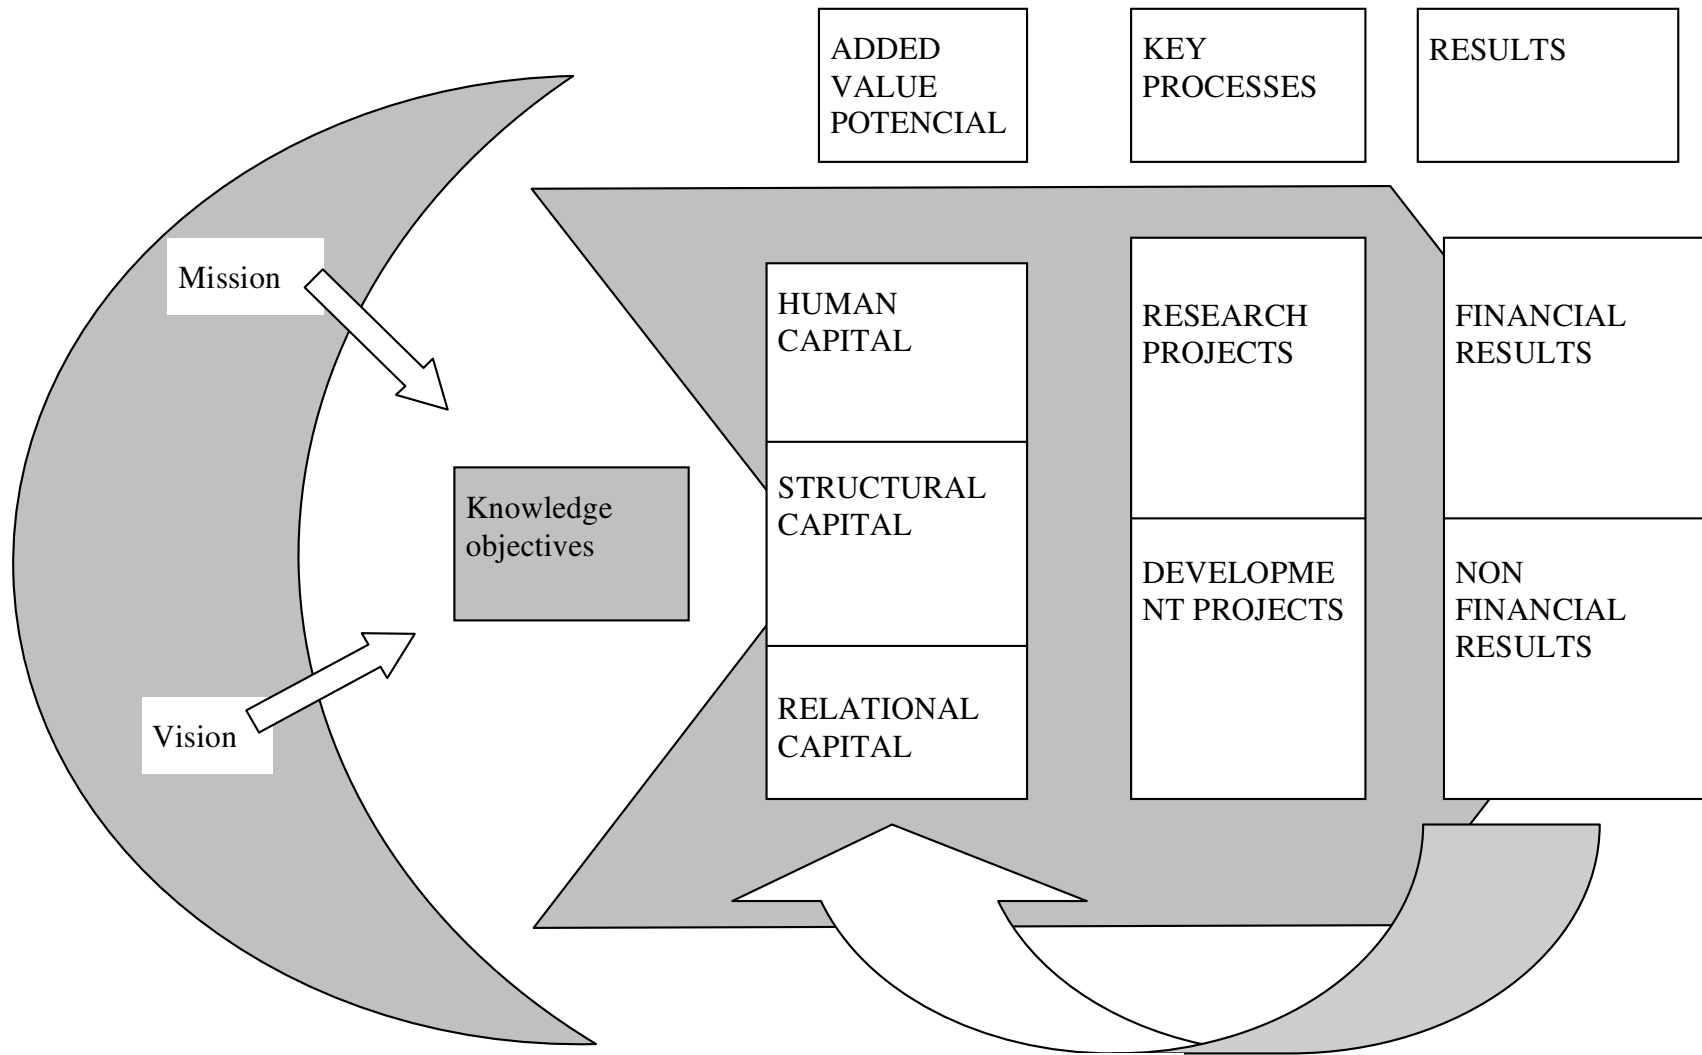 ADDED
VALUE
POTENCIAL
KEY
PROCESSES
RESULTS
Mission
Vision
Knowledge
objectives
HUMAN
CAPITAL
STRUCTURAL
CAPITAL
RELATIONAL
CAPITAL
RESEARCH
PROJECTS
DEVELOPME
NT PROJECTS
FINANCIAL
RESULTS
NON
FINANCIAL
RESULTS